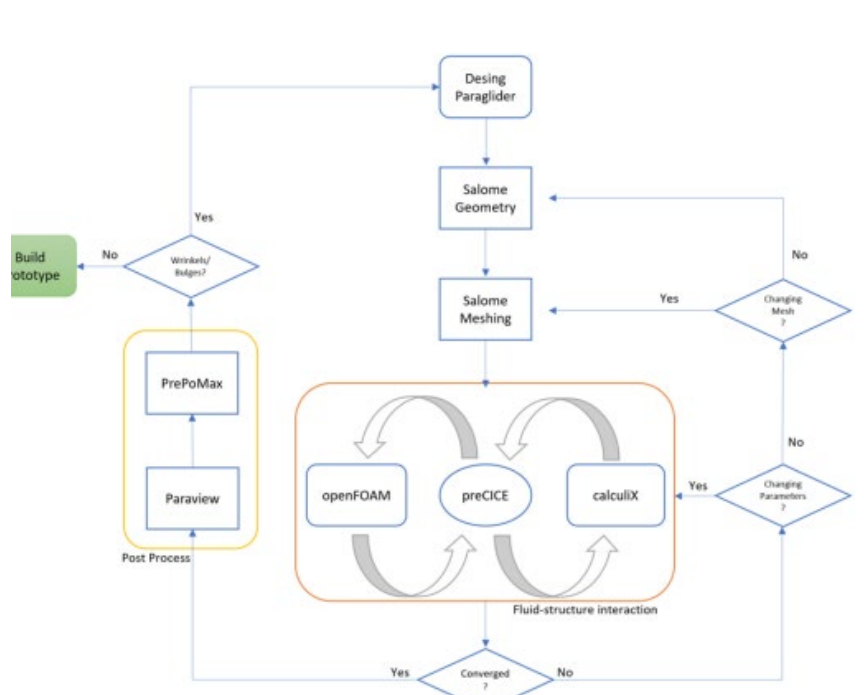 Desing
Paraglider
Salome
Geometry
Yes
No
Build
ototype
No
Wrinkels/
Bulges?
Salome
Meshing
Yes
Changing
Mesh
?
PrePoMax
No
openFOAM
preCICE
calculiX
Yes
Changing
Parameters
?
Paraview
Post Process
Fluid-structure interaction
Yes
Converged
?
No